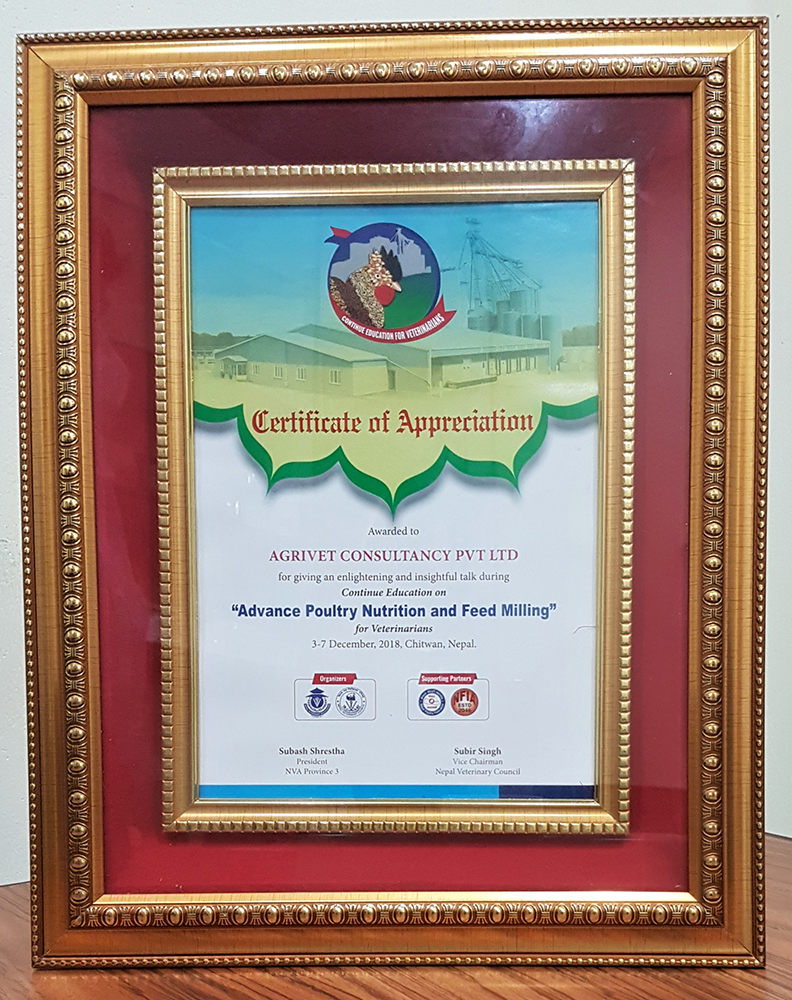 CONTINUE EDUCATION FOR VETERINARIANS
Certificate of Appreciation
Awarded to
AGRIVET CONSULTANCY PVT LTD
for giving an enlightening and insightful talk during
Continue Education on
“Advance Poultry Nutrition and Feed Milling”
for Veterinarians
3-7 December, 2018, Chitwan, Nepal.
Organizers
Supporting Partners
NFIA
ESTD
Subash Shrestha
President
NVA Province 3
Subir Singh
Vice Chairman
Nepal Veterinary Council